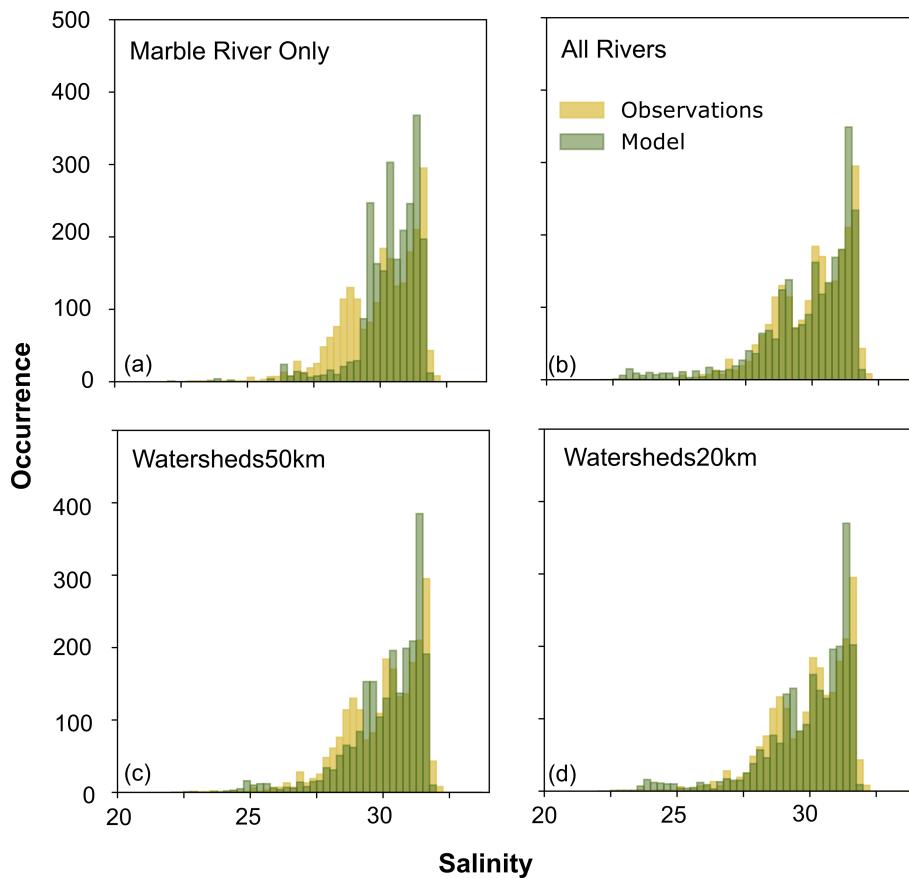 500
400
300
200
100
0
Occurrence
Marble River Only
(a)
All Rivers
Observations
Model
(b)
Watersheds50km
400
300
200
100
0
(c)
20
25
30
Watersheds20km
(d)
20
25
30
Salinity